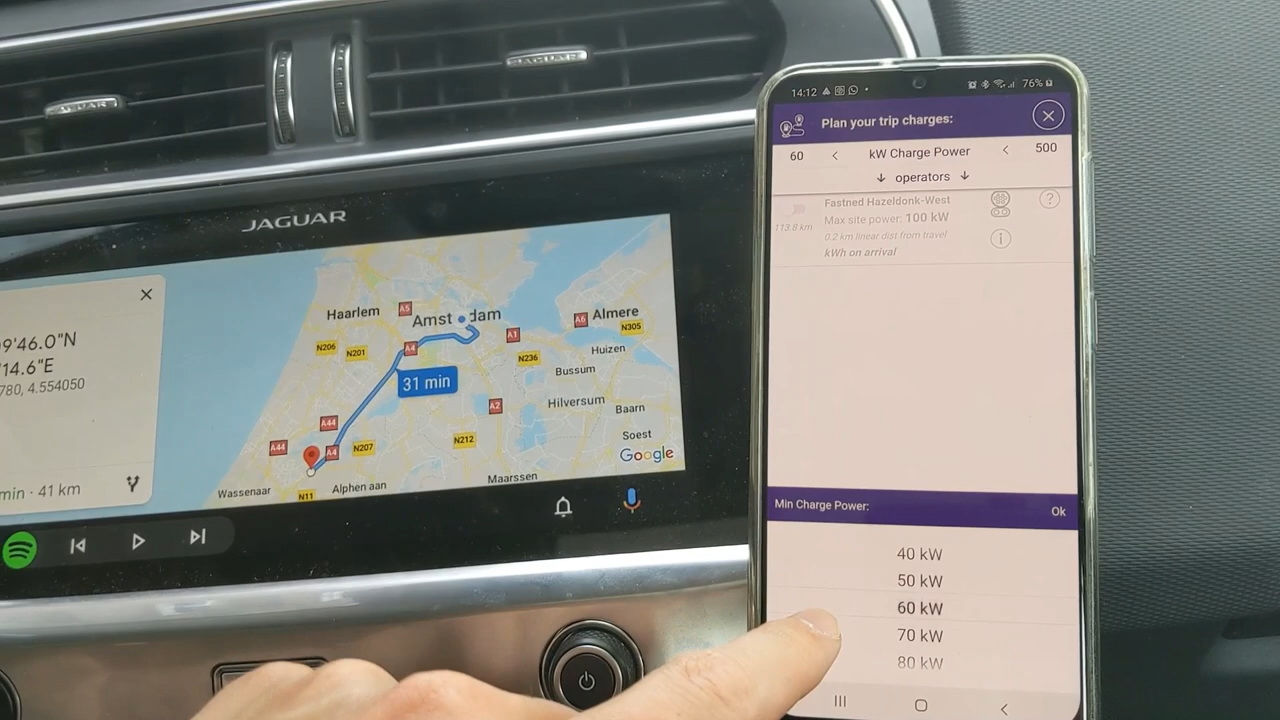 JAGUAR
JAGUAR
JAGUAR
9'46.0"N
'14.6"E
780, 4.554050
min · 41 km
Haarlem
A5
Amst dam
A6
Almere
N305
N206
N201
A4
A1
N236
Huizen
31 min
Bussum
Hilversum
A2
Baarn
A44
A44
A4
N207
N212
Soest
Google
Wassenaar
N11
Alphen aan
Maarssen
14:12
76%
Plan your trip charges:
60 < kW Charge Power < 500
↓ operators ↓
Fastned Hazeldonk-West
Max site power: 100 kW
113.8 km
0.2 km linear dist from travel
kWh on arrival
?
i
Min Charge Power:
Ok
40 kW
50 kW
60 kW
70 kW
80 kW